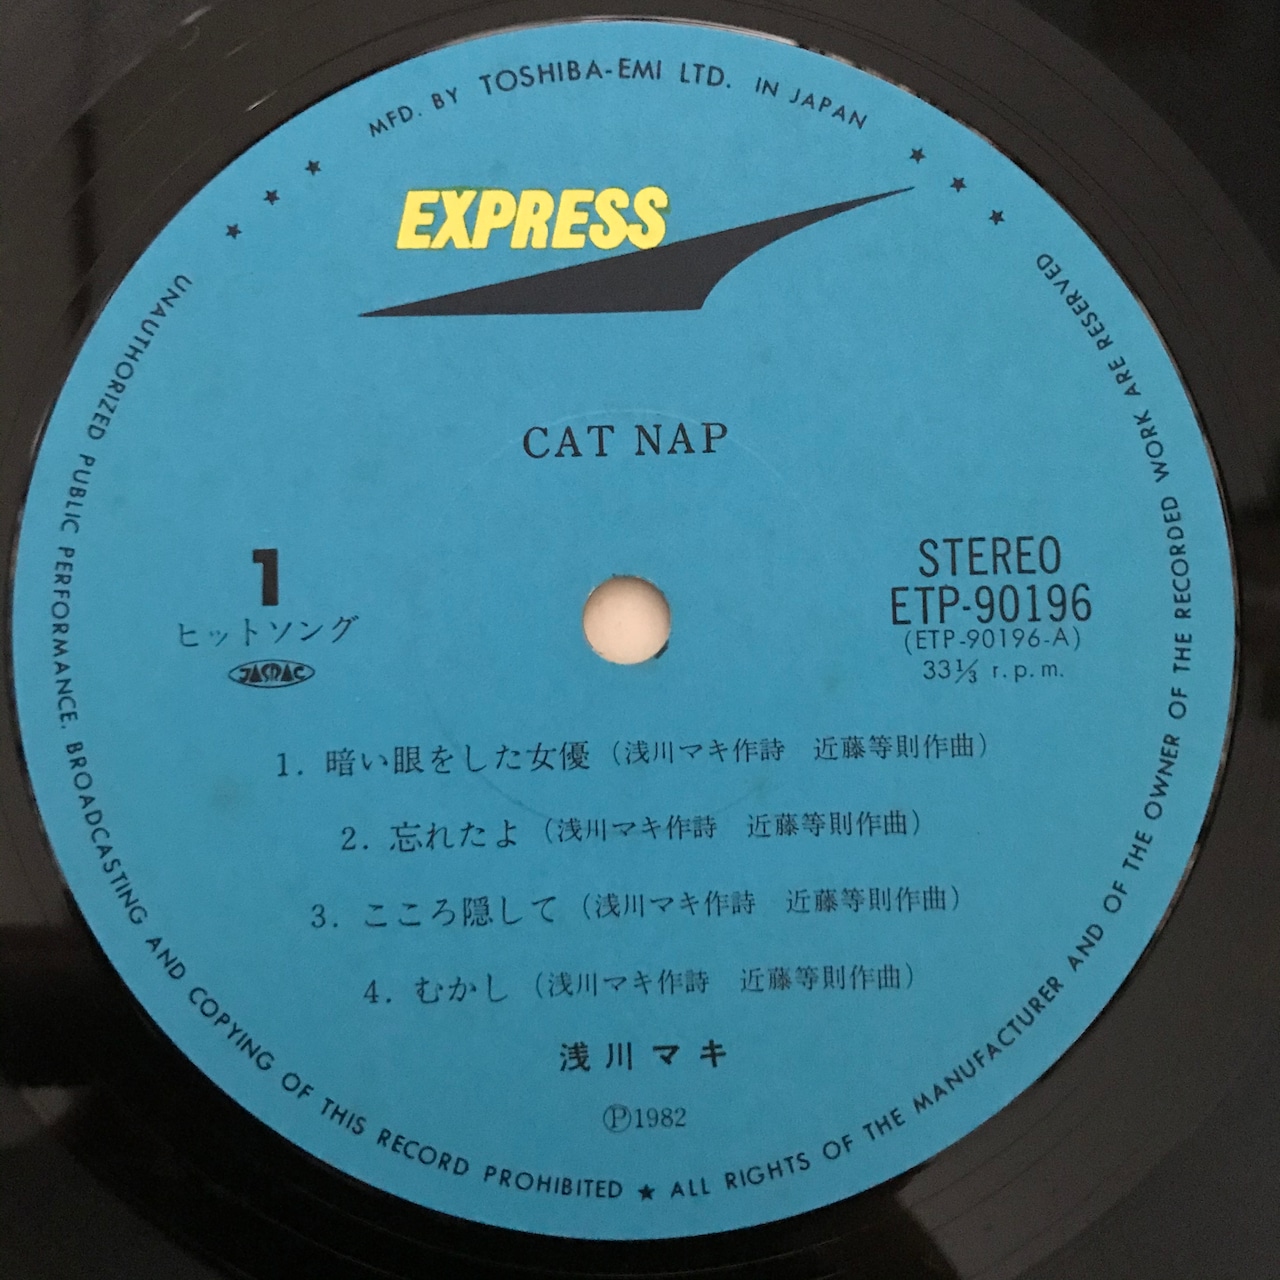 MFD. BY TOSHIBA-EMI LTD. IN JAPAN
EXPRESS
CAT NAP
1
ヒットソング
JASRAC
STEREO
ETP-90196
(ETP-90196-A)
33⅓ r.p.m.
1. 暗い眼をした女優（浅川マキ作詩　近藤等則作曲）
2. 忘れたよ（浅川マキ作詩　近藤等則作曲）
3. こころ隠して（浅川マキ作詩　近藤等則作曲）
4. むかし（浅川マキ作詩　近藤等則作曲）
浅川マキ
Ⓟ1982
UNAUTHORIZED PUBLIC PERFORMANCE, BROADCASTING AND COPYING OF THIS RECORD PROHIBITED ★ ALL RIGHTS OF THE MANUFACTURER AND OF THE OWNER OF THE RECORDED WORK ARE RESERVED